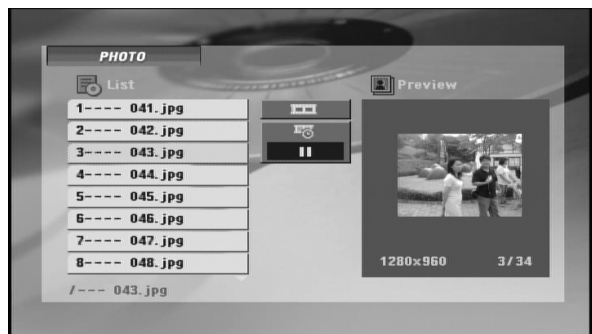 PHOTO
List
1---- 041.jpg
2---- 042.jpg
3---- 043.jpg
4---- 044.jpg
5---- 045.jpg
6---- 046.jpg
7---- 047.jpg
8---- 048.jpg
/--- 043.jpg
Preview
1280x960 3/34